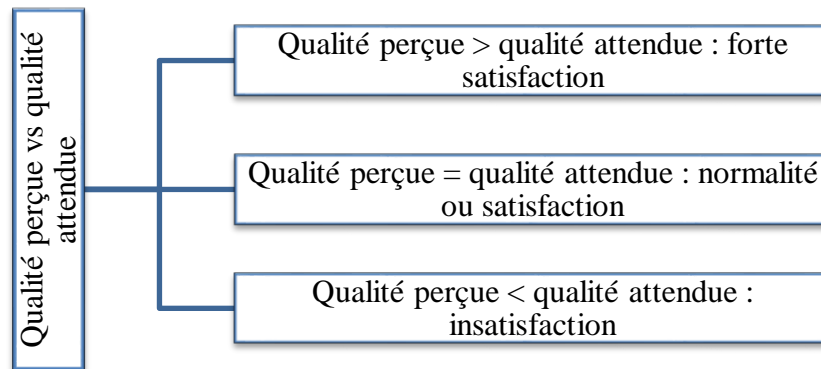 Qualité perçue vs qualité
attendue
Qualité perçue > qualité attendue : forte
satisfaction
Qualité perçue = qualité attendue : normalité
ou satisfaction
Qualité perçue < qualité attendue :
insatisfaction